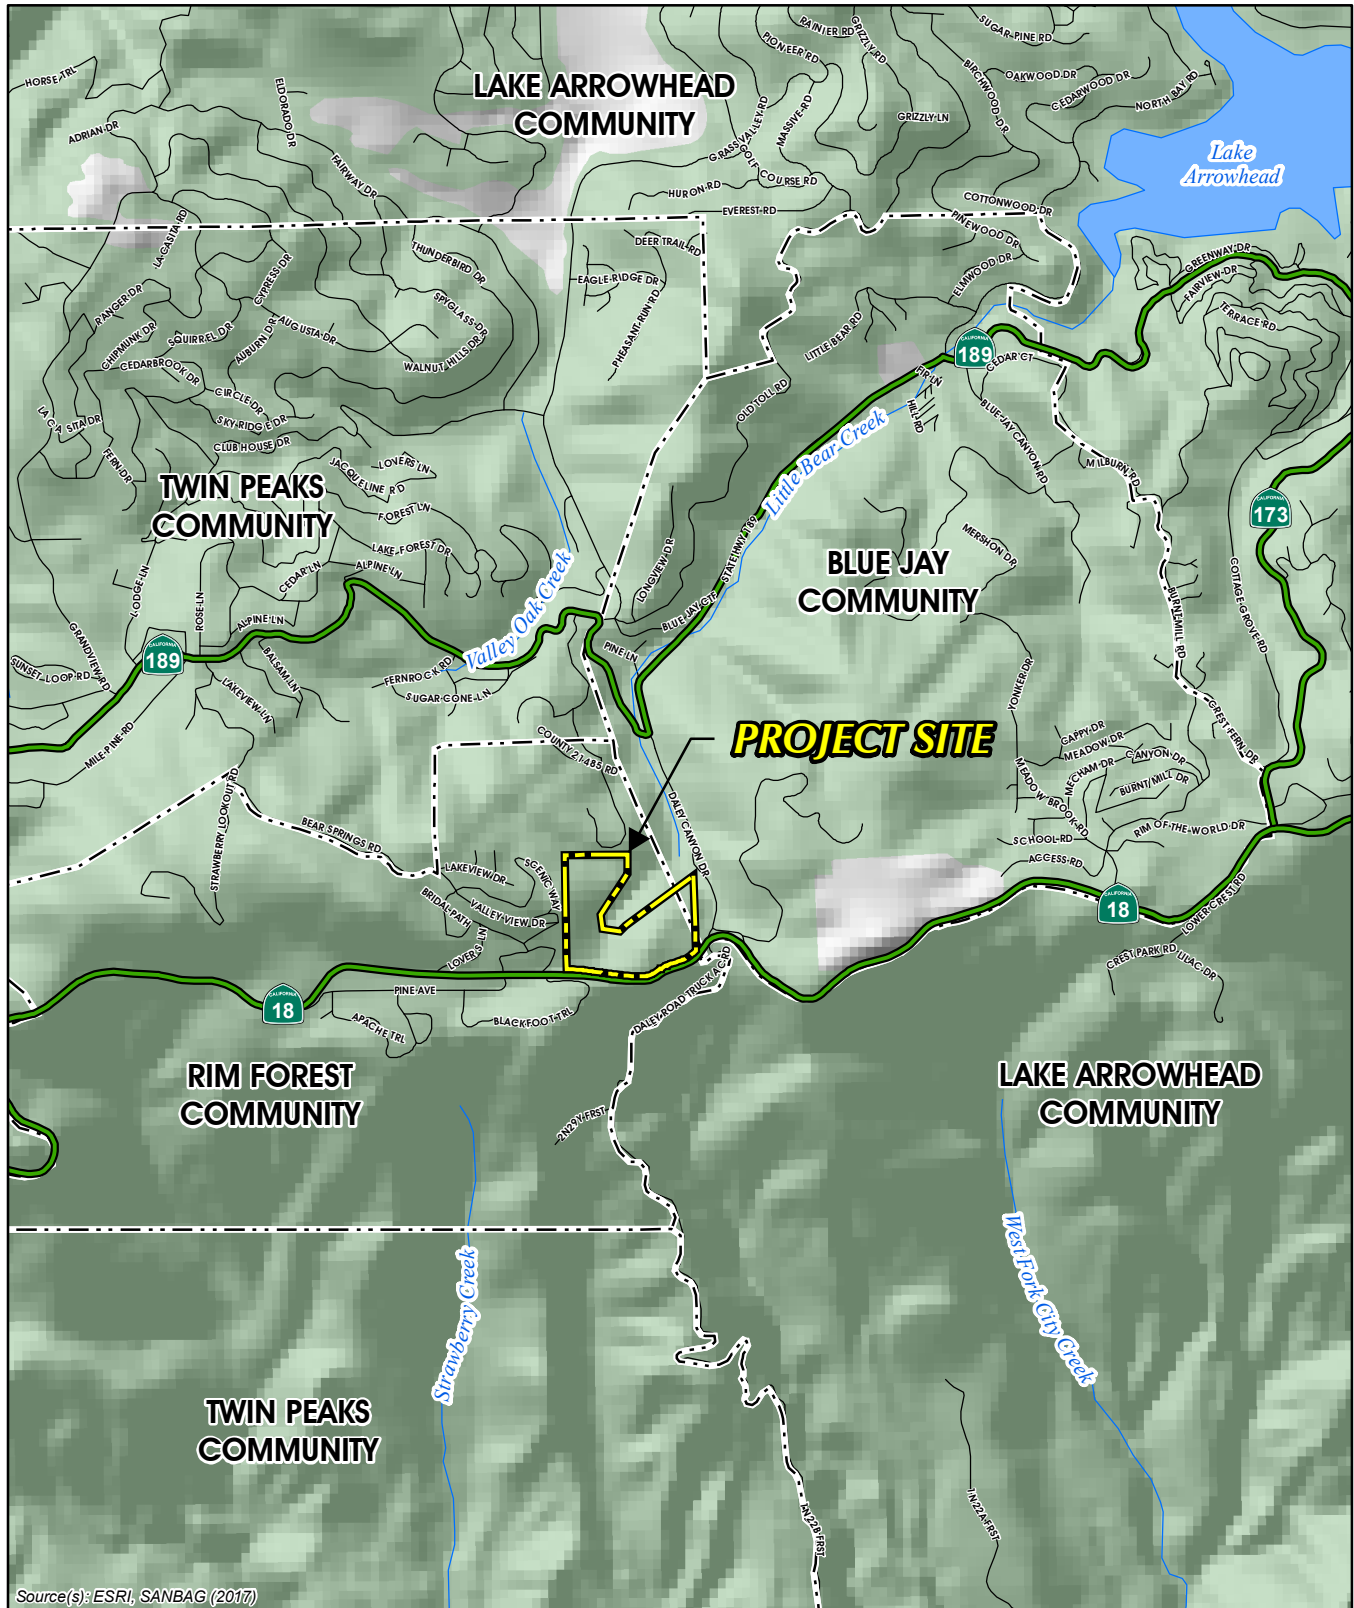 HORSE TRL
ADRIAN DR
ELDORADO DR
FAIRWAY DR
LAKE ARROWHEAD
COMMUNITY
RAINIER RD
PIONEER RD
GRIZZLY RD
SUGAR PINE RD
BIRCHWOOD DR
OAKWOOD DR
CEDARWOOD DR
NORTH BAY RD
GRIZZLY LN
MASSIVE RD
GRASS VALLEY RD
GOLF COURSE RD
HURON RD
EVEREST RD
Lake
Arrowhead
COTTONWOOD DR
PINEWOOD DR
ELMWOOD DR
GREENWAY DR
FAIRVIEW DR
TERRACE RD
LA CASITA RD
RANGER DR
CHIPMUNK DR
CYPRESS DR
SQUIRREL DR
AUBURN DR
AUGUSTA DR
CEDARBROOK DR
CIRCLE DR
SKY RIDGE DR
CLUB HOUSE DR
LA CASITA DR
FERN DR
THUNDERBIRD DR
SPYGLASS DR
WALNUT HILLS DR
DEER TRAIL RD
EAGLE RIDGE DR
PHEASANT RUN RD
LITTLE BEAR RD
OLD TOLL RD
CALIFORNIA
189
CEDAR CT
FIR LN
HILL RD
BLUE JAY CANYON RD
MILBURN RD
CALIFORNIA
173
Little Bear Creek
STATE HWY 189
LOVERS LN
JACQUELINE RD
FOREST LN
LAKE FOREST DR
TWIN PEAKS
COMMUNITY
CEDAR LN
ALPINE LN
LODGE LN
ROSE LN
ALPINE LN
GRANDVIEW RD
SUNSET LOOP RD
CALIFORNIA
189
BALSAM LN
LAKEVIEW LN
MILE PINE RD
FERNROCK RD
SUGAR CONE LN
Valley Oak Creek
LONGVIEW DR
BLUE JAY CTF
PINE LN
MERSHON DR
BLUE JAY
COMMUNITY
YONKER DR
BURNT MILL RD
COTTAGE GROVE RD
CREST FERN DR
PROJECT SITE
COUNTY 21485 RD
DALEY CANYON DR
GAPPY DR
MEADOW DR
MECHAM DR
CANYON DR
BURNT MILL DR
MEADOW BROOK RD
SCHOOL RD
RIM OF THE WORLD DR
ACCESS RD
STRAWBERRY LOOKOUT RD
BEAR SPRINGS RD
LAKEVIEW DR
SCENIC WAY
BRIDAL PATH
VALLEY VIEW DR
LOVERS LN
CALIFORNIA
18
LOWER CREST RD
CREST PARK RD
LILAC DR
CALIFORNIA
18
PINE AVE
APACHE TRL
BLACKFOOT TRL
DALEY ROAD TRUCK AC RD
RIM FOREST
COMMUNITY
2N29Y FRST
LAKE ARROWHEAD
COMMUNITY
Strawberry Creek
West Fork City Creek
TWIN PEAKS
COMMUNITY
1N22B FRST
1N22A FRST
Source(s): ESRI, SANBAG (2017)